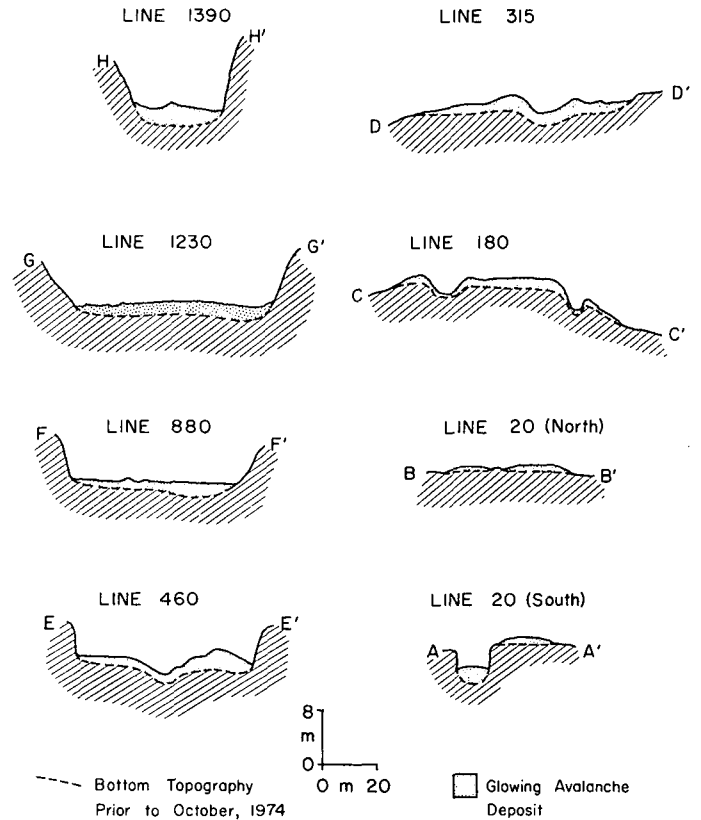 LINE 1390
LINE 315
H H'
D D'
LINE 1230
LINE 180
G G'
C C'
LINE 880
LINE 20 (North)
F F'
B B'
LINE 460
LINE 20 (South)
E E'
A A'
8
m
0
0 m 20
Bottom Topography
Prior to October, 1974
Glowing Avalanche
Deposit